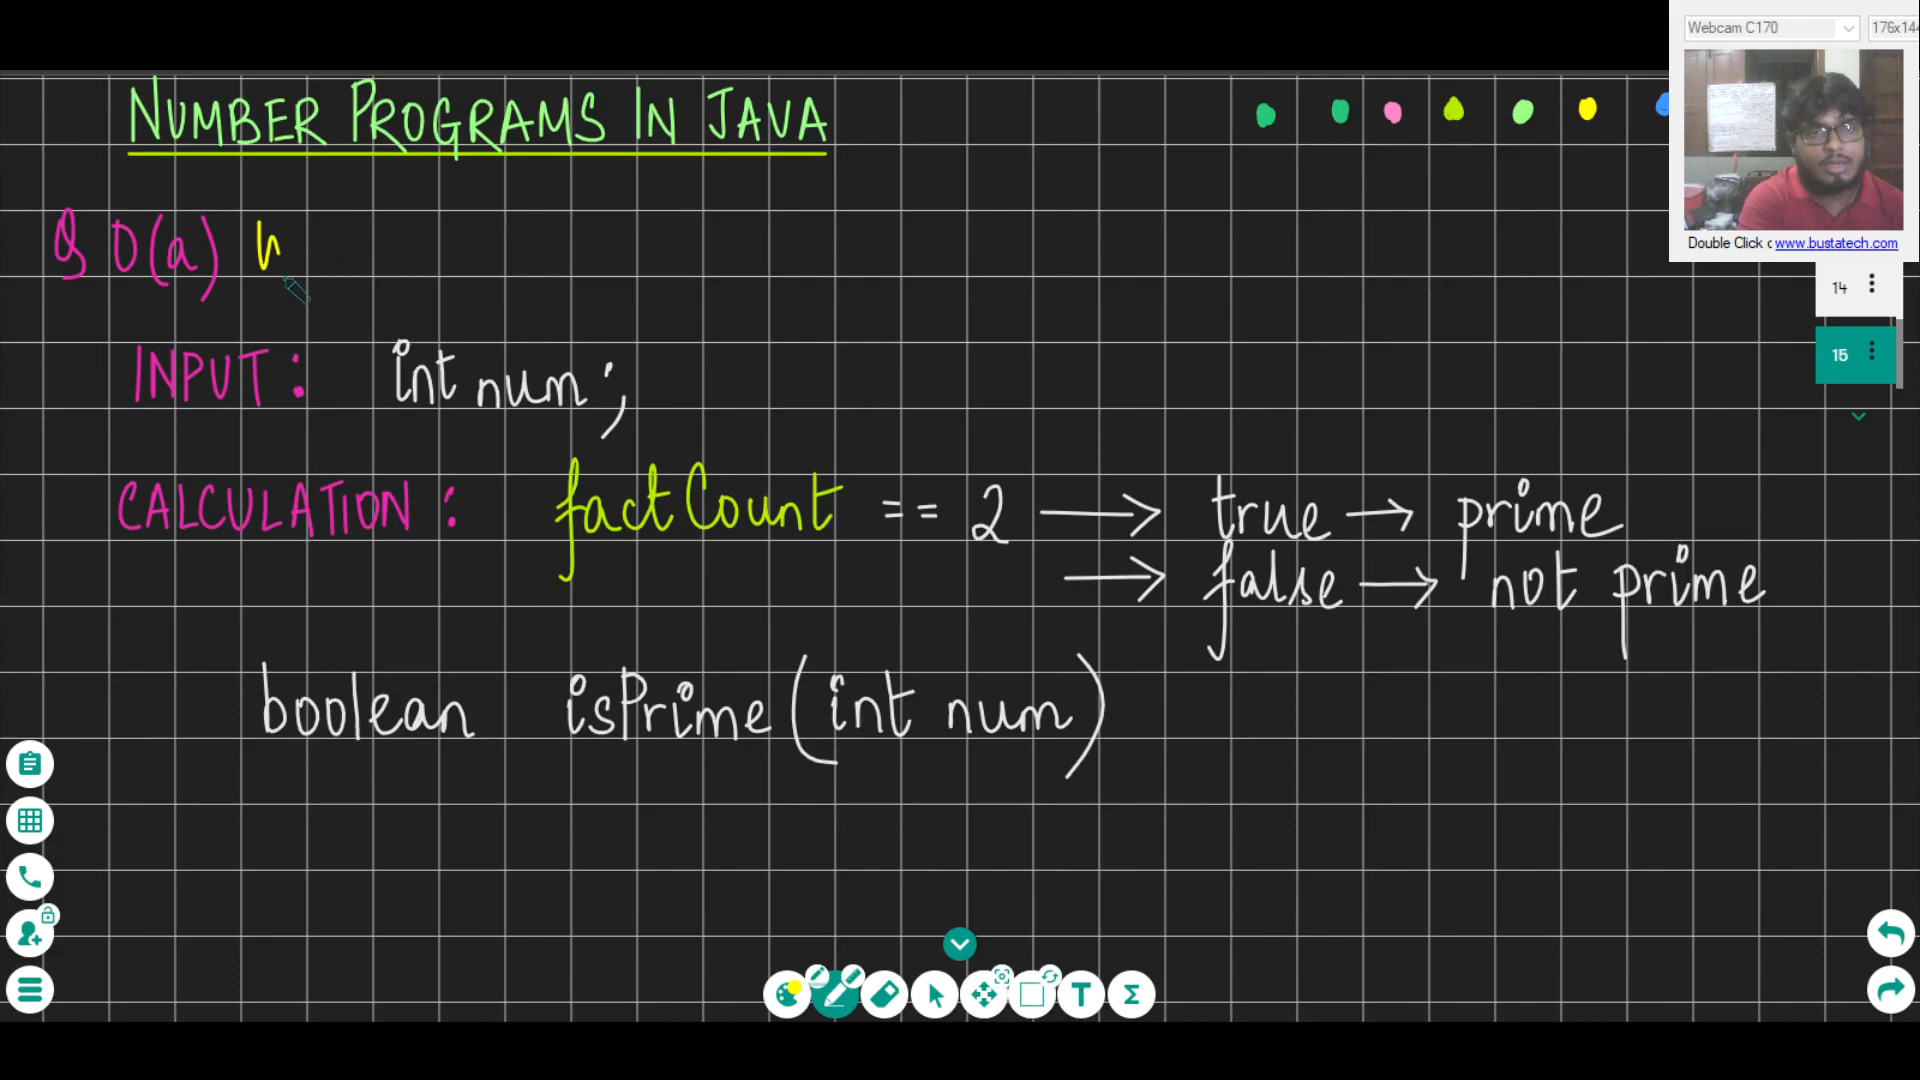 Webcam C170 176x144
NUMBER PROGRAMS IN JAVA
Double Click www.bustatech.com
Q 0(a)
14
INPUT: int num;
15
CALCULATION: factCount == 2 → true → prime
→ false → not prime
boolean isPrime(int num)
T Σ